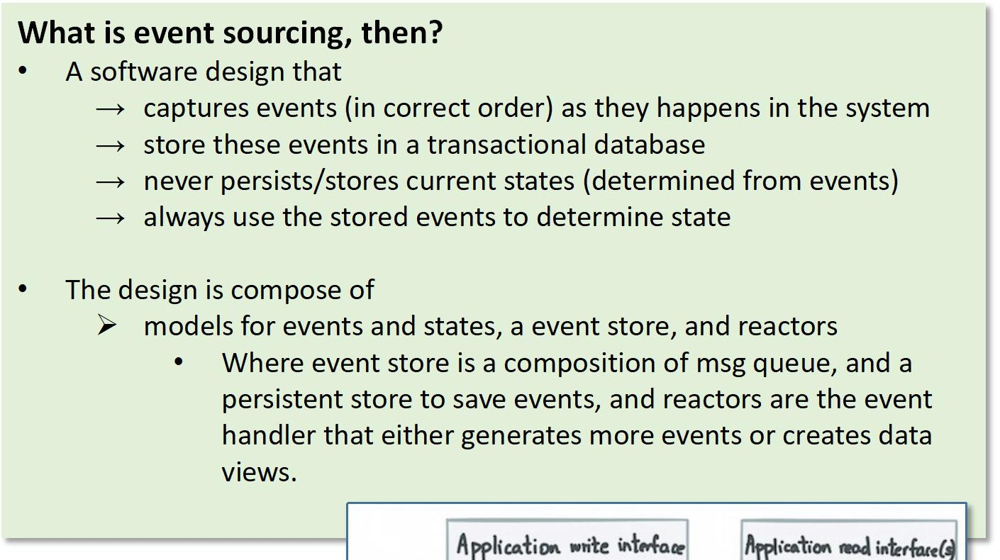 What is event sourcing, then?
• A software design that
→ captures events (in correct order) as they happens in the system
→ store these events in a transactional database
→ never persists/stores current states (determined from events)
→ always use the stored events to determine state
• The design is compose of
➢ models for events and states, a event store, and reactors
• Where event store is a composition of msg queue, and a
persistent store to save events, and reactors are the event
handler that either generates more events or creates data
views.
Application write interface
Application read interface(s)